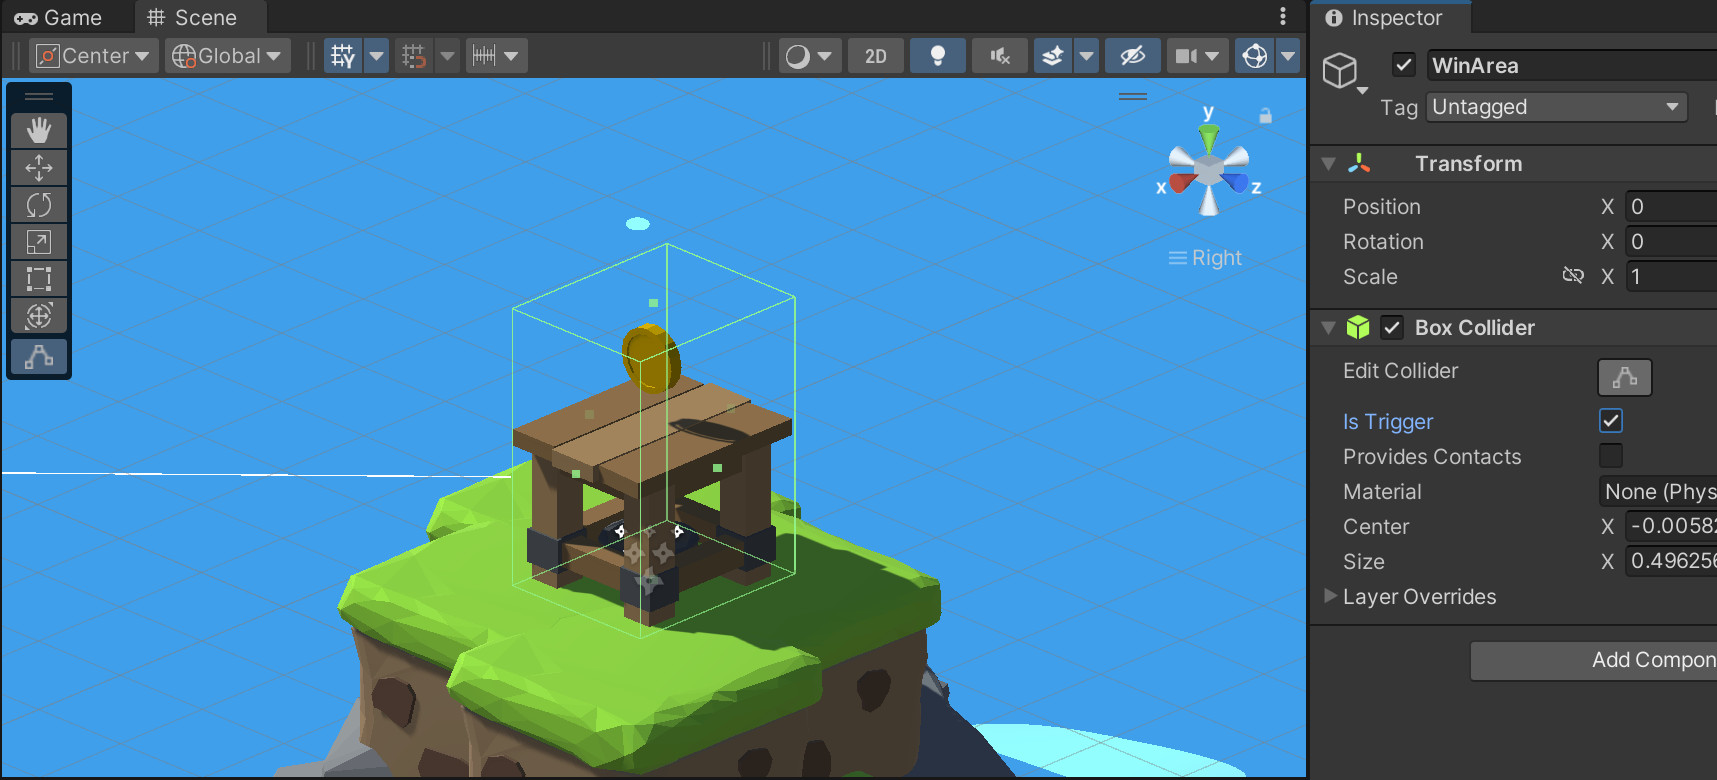 Game
Scene
Center
Global
2D
y
x
z
Right
Inspector
WinArea
Tag
Untagged
Transform
Position X 0
Rotation X 0
Scale X 1
Box Collider
Edit Collider
Is Trigger
Provides Contacts
Material None (Phys
Center X -0.00582
Size X 0.496256
Layer Overrides
Add Compon